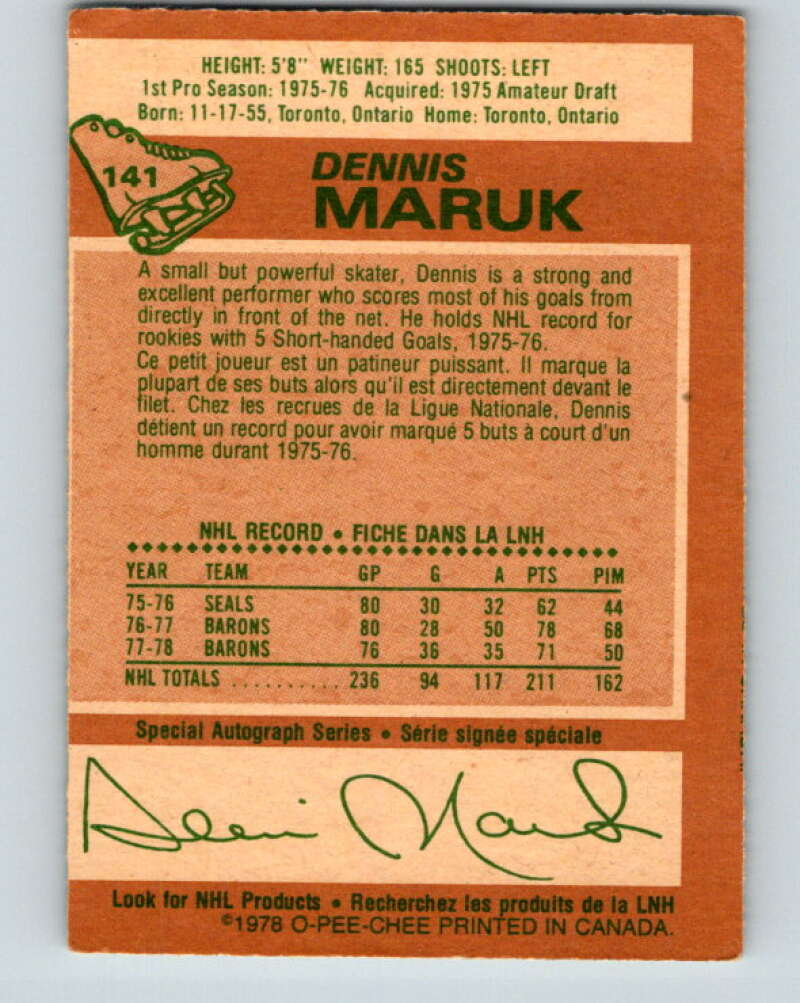 HEIGHT: 5'8" WEIGHT: 165 SHOOTS: LEFT
1st Pro Season: 1975-76 Acquired: 1975 Amateur Draft
Born: 11-17-55, Toronto, Ontario Home: Toronto, Ontario
141
DENNIS
MARUK
A small but powerful skater, Dennis is a strong and
excellent performer who scores most of his goals from
directly in front of the net. He holds NHL record for
rookies with 5 Short-handed Goals, 1975-76.
Ce petit joueur est un patineur puissant. Il marque la
plupart de ses buts alors qu'il est directement devant le
filet. Chez les recrues de la Ligue Nationale, Dennis
détient un record pour avoir marqué 5 buts à court d'un
homme durant 1975-76.
NHL RECORD • FICHE DANS LA LNH
YEAR TEAM GP G A PTS PIM
75-76 SEALS 80 30 32 62 44
76-77 BARONS 80 28 50 78 68
77-78 BARONS 76 36 35 71 50
NHL TOTALS .......... 236 94 117 211 162
Special Autograph Series • Série signée spéciale
Dennis Maruk
Look for NHL Products • Recherchez les produits de la LNH
©1978 O-PEE-CHEE PRINTED IN CANADA.